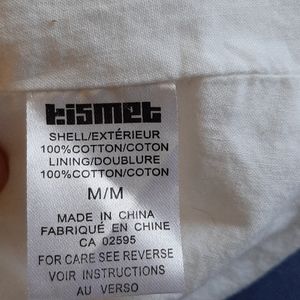 kismet
SHELL/EXTÉRIEUR
100%COTTON/COTON
LINING/DOUBLURE
100%COTTON/COTON
M/M
MADE IN CHINA
FABRIQUÉ EN CHINE
CA 02595
FOR CARE SEE REVERSE
VOIR INSTRUCTIONS
AU VERSO